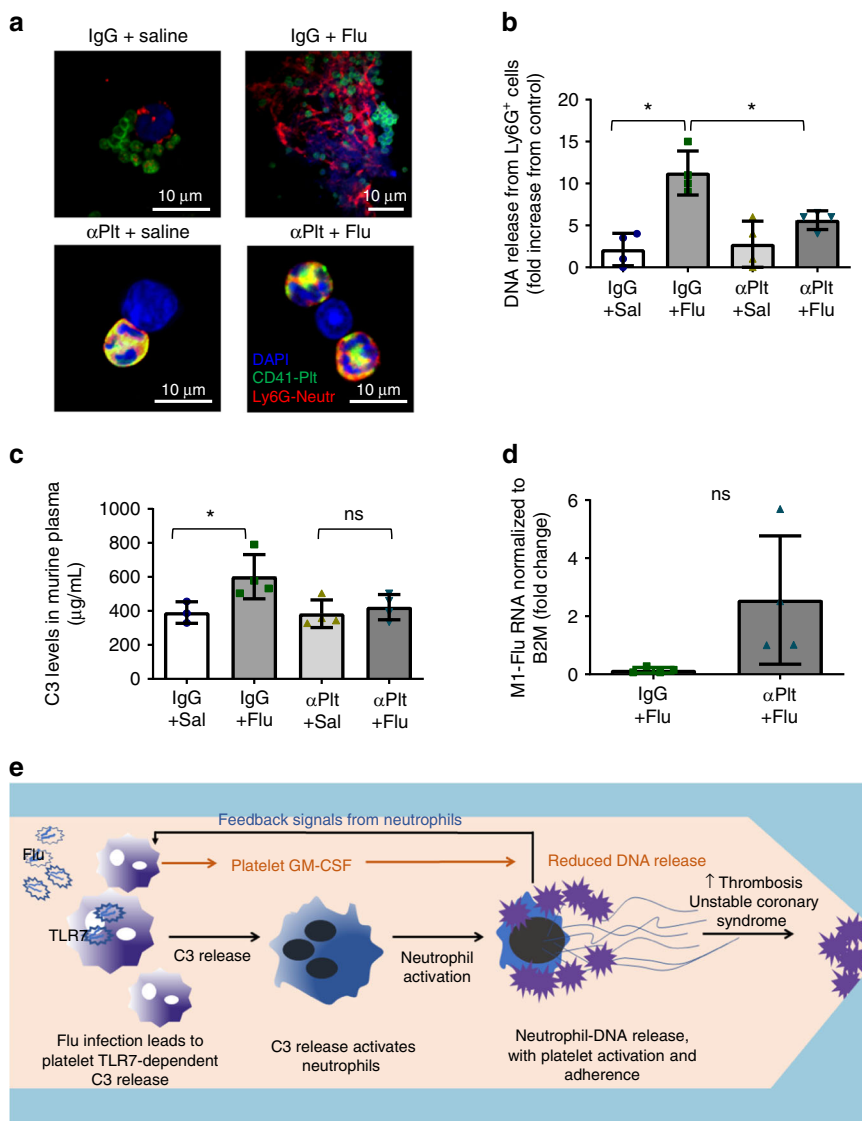 a
IgG + saline
IgG + Flu
10 µm
10 µm
αPlt + saline
αPlt + Flu
DAPI
CD41-Plt
Ly6G-Neutr
10 µm
10 µm
b
DNA release from Ly6G⁺ cells
(fold increase from control)
20
15
10
5
0
*
*
IgG
+Sal
IgG
+Flu
αPlt
+Sal
αPlt
+Flu
c
C3 levels in murine plasma
(µg/mL)
1000
800
600
400
200
0
*
ns
IgG
+Sal
IgG
+Flu
αPlt
+Sal
αPlt
+Flu
d
M1-Flu RNA normalized to
B2M (fold change)
6
4
2
0
ns
IgG
+Flu
αPlt
+Flu
e
Feedback signals from neutrophils
Flu
Platelet GM-CSF
Reduced DNA release
TLR7
C3 release
Neutrophil
activation
↑ Thrombosis
Unstable coronary
syndrome
Flu infection leads to
platelet TLR7-dependent
C3 release
C3 release activates
neutrophils
Neutrophil-DNA release,
with platelet activation and
adherence